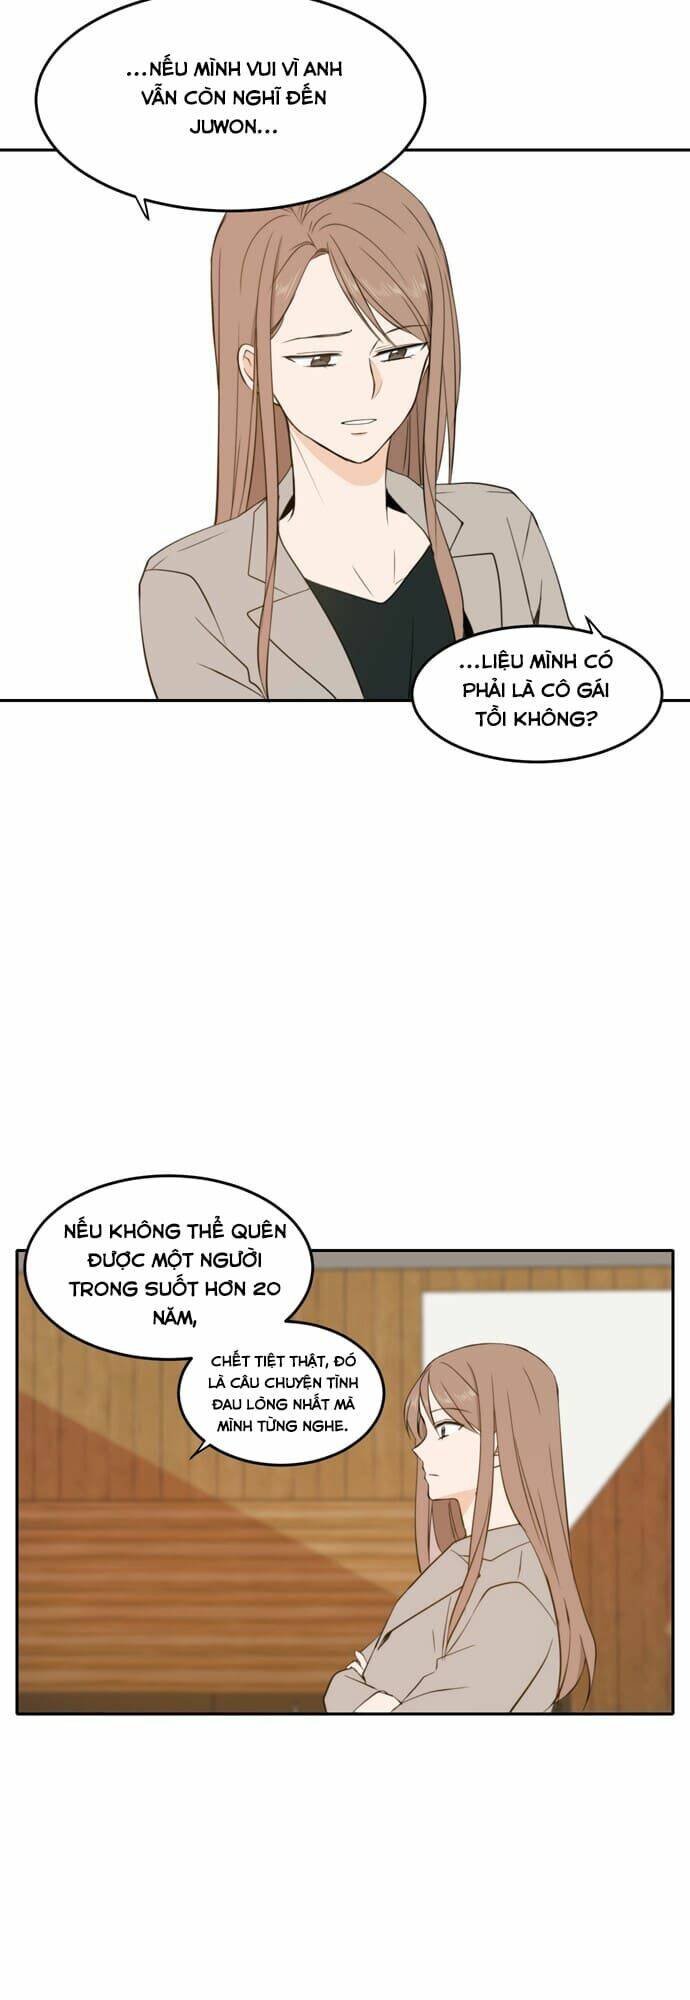 ...NẾU MÌNH VUI VÌ ANH
VẪN CÒN NGHĨ ĐẾN
JUWON...
...LIỆU MÌNH CÓ
PHẢI LÀ CÔ GÁI
TỒI KHÔNG?
NẾU KHÔNG THỂ QUÊN
ĐƯỢC MỘT NGƯỜI
TRONG SUỐT HƠN 20
NĂM,
CHẾT TIỆT THẬT, ĐÓ
LÀ CÂU CHUYỆN TÌNH
ĐAU LÒNG NHẤT MÀ
MÌNH TỪNG NGHE.